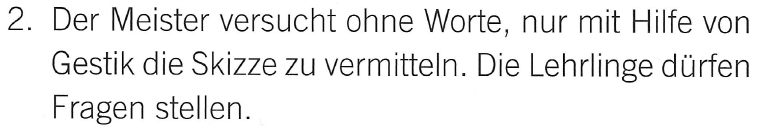 2. Der Meister versucht ohne Worte, nur mit Hilfe von
Gestik die Skizze zu vermitteln. Die Lehrlinge dürfen
Fragen stellen.